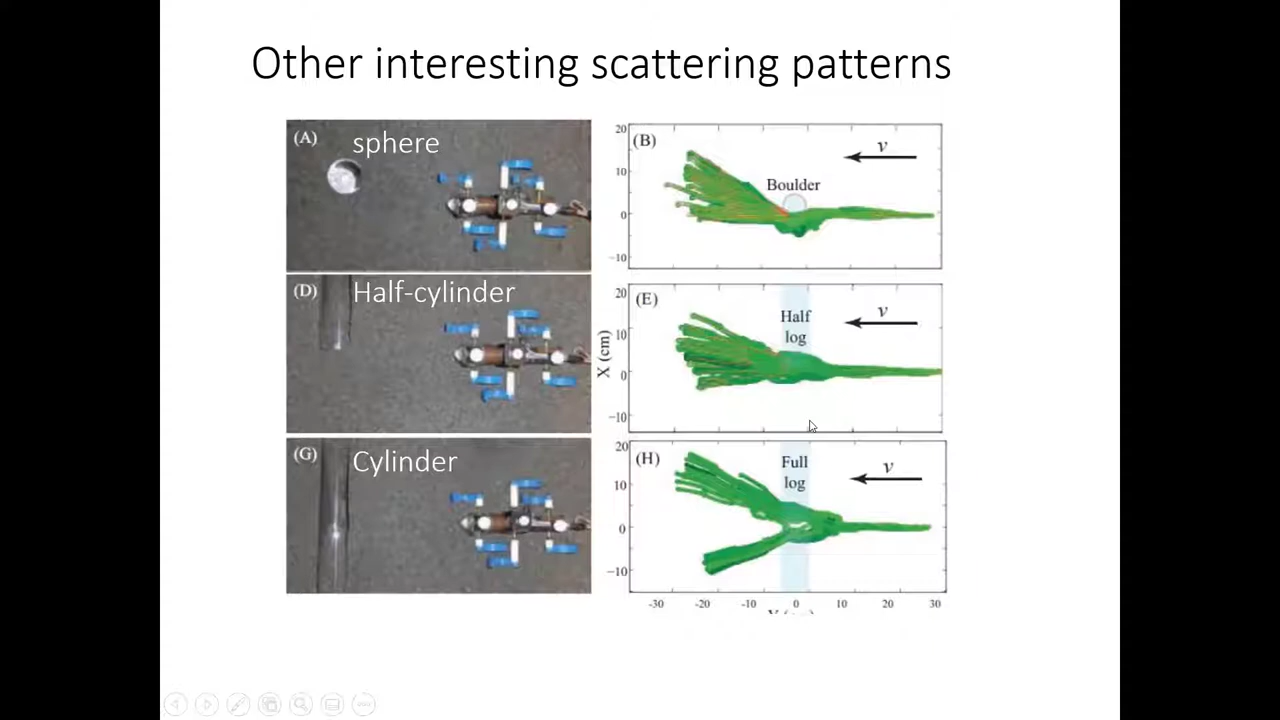 Other interesting scattering patterns
(A)
sphere
(B)
v
Boulder
20
10
0
−10
(D)
Half-cylinder
(E)
v
Half
log
20
10
0
−10
X (cm)
(G)
Cylinder
(H)
v
Full
log
20
10
0
−10
-30 -20 -10 0 10 20 30